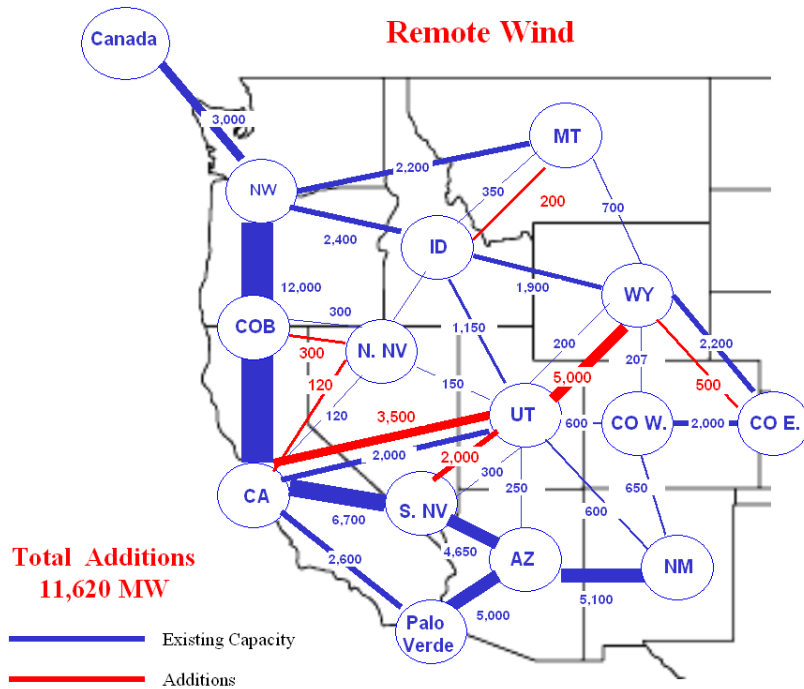 Canada
Remote Wind
3,000
MT
NW
2,200
350
200
700
2,400
ID
12,000
1,900
WY
300
COB
1,150
2,200
300
N. NV
200
207
120
5,000
500
150
120
3,500
UT
600
CO W.
2,000
CO E.
2,000
2,000
300
CA
S. NV
250
650
6,700
600
4,650
Total Additions
2,600
AZ
NM
11,620 MW
5,000
5,100
Palo
Verde
Existing Capacity
Additions